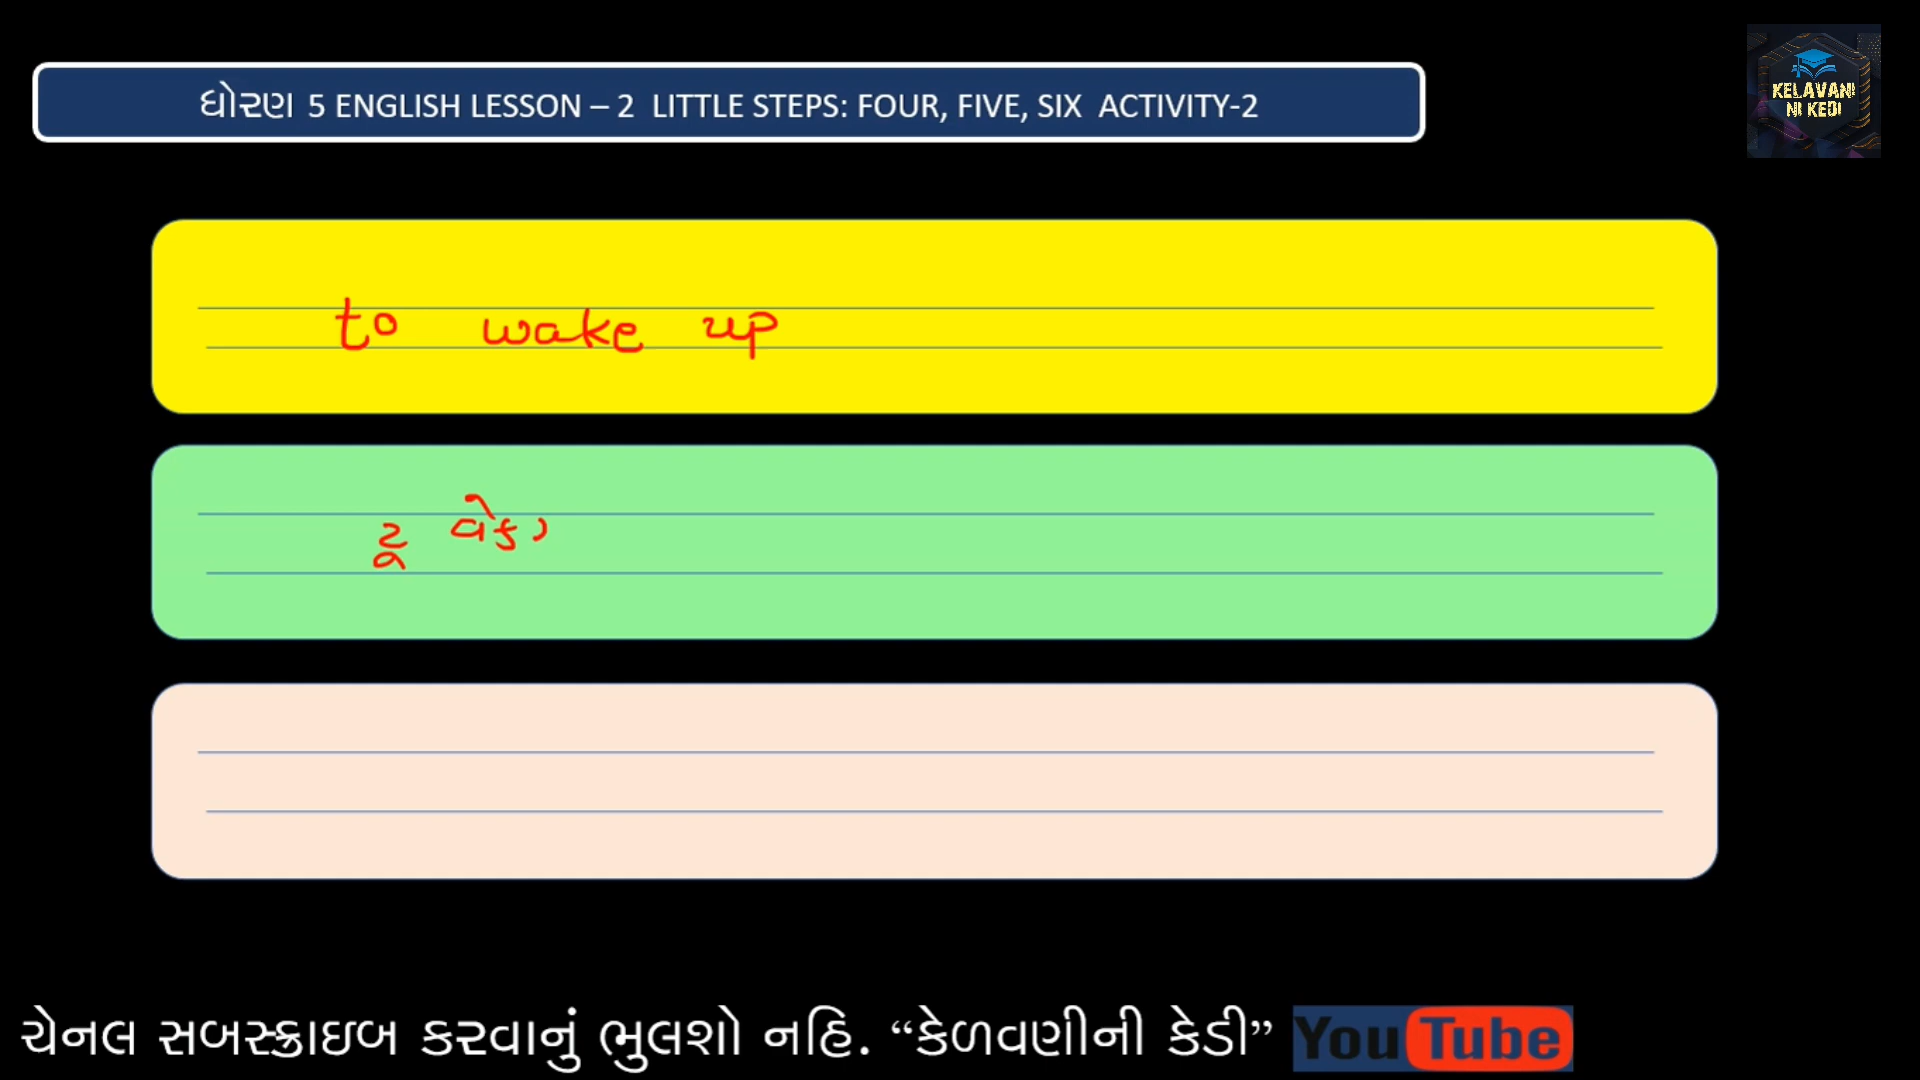 ધોરણ 5 ENGLISH LESSON – 2 LITTLE STEPS: FOUR, FIVE, SIX ACTIVITY-2
KELAVANI
NI KEDI
to wake up
ટૂ વેક
ચેનલ સબસ્ક્રાઇબ કરવાનું ભુલશો નહિ. “કેળવણીની કેડી” YouTube